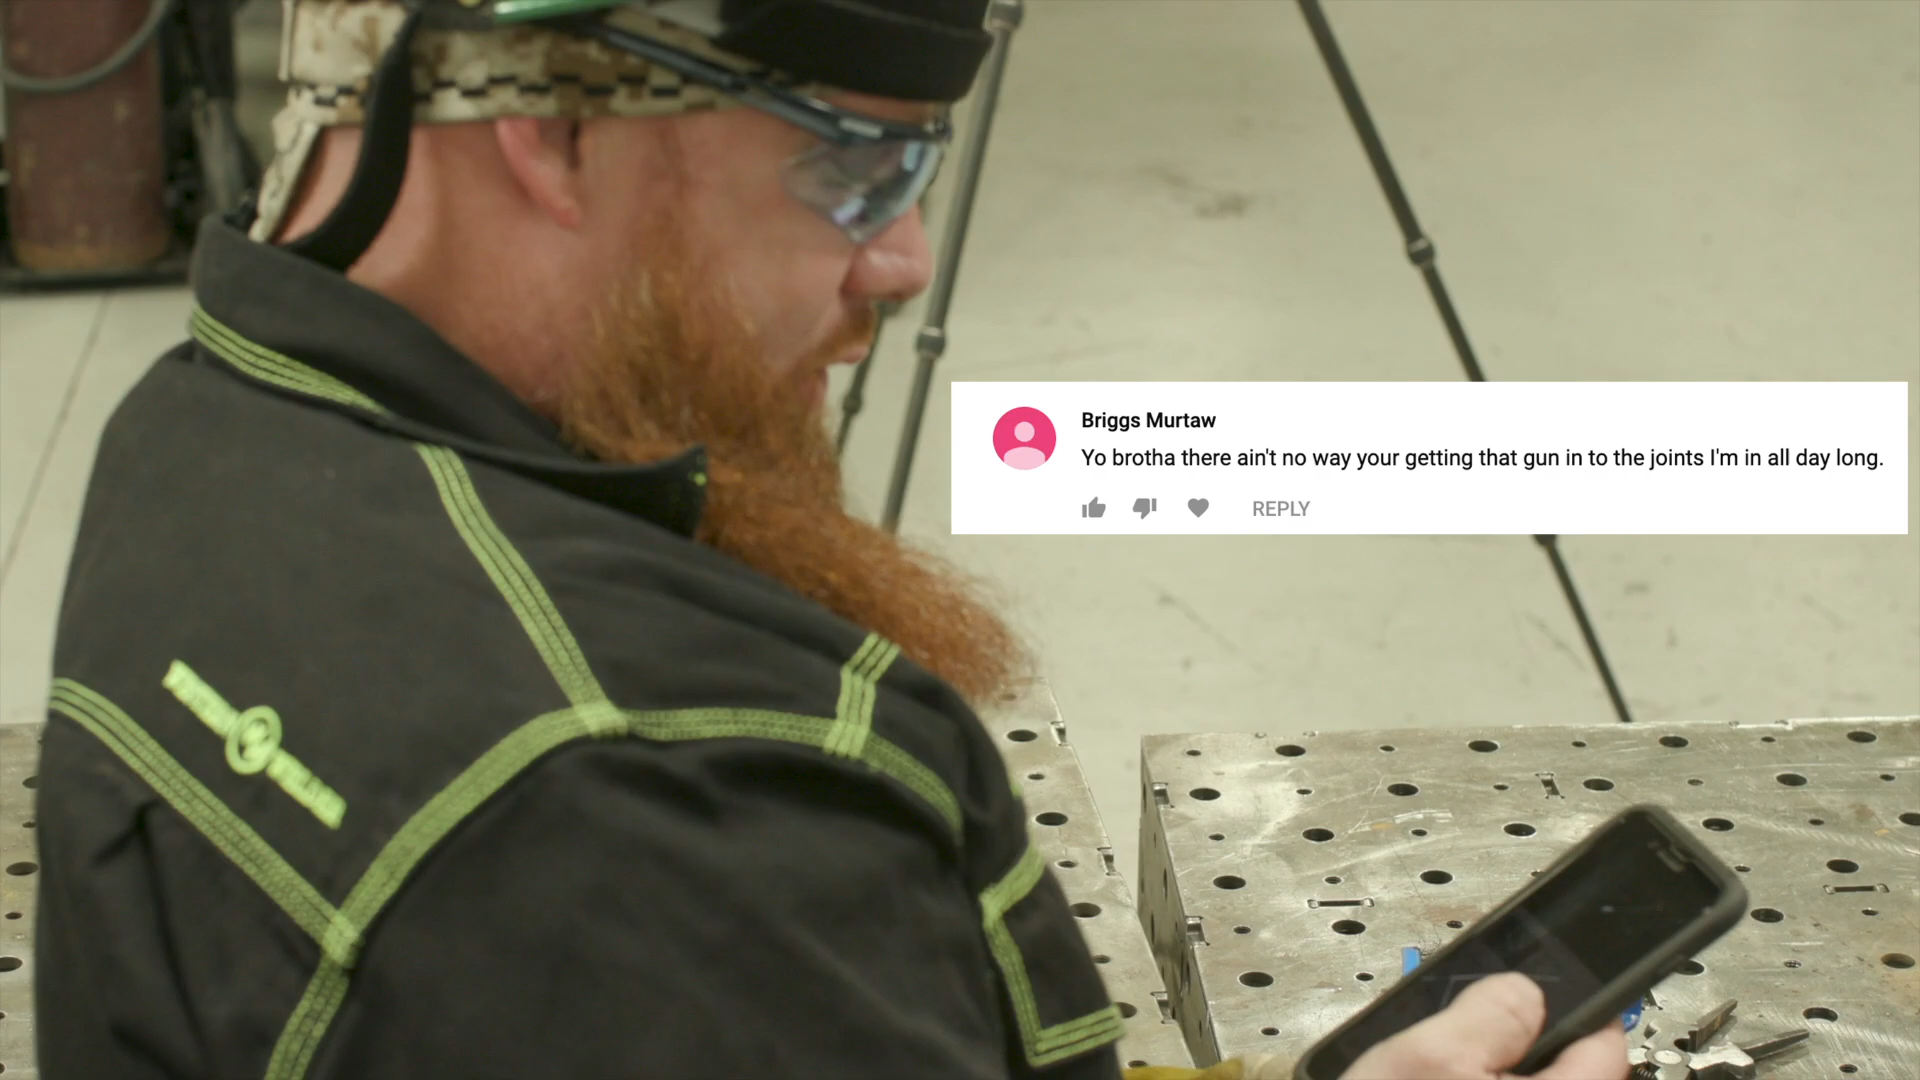 Briggs Murtaw
Yo brotha there ain't no way your getting that gun in to the joints I'm in all day long.
REPLY